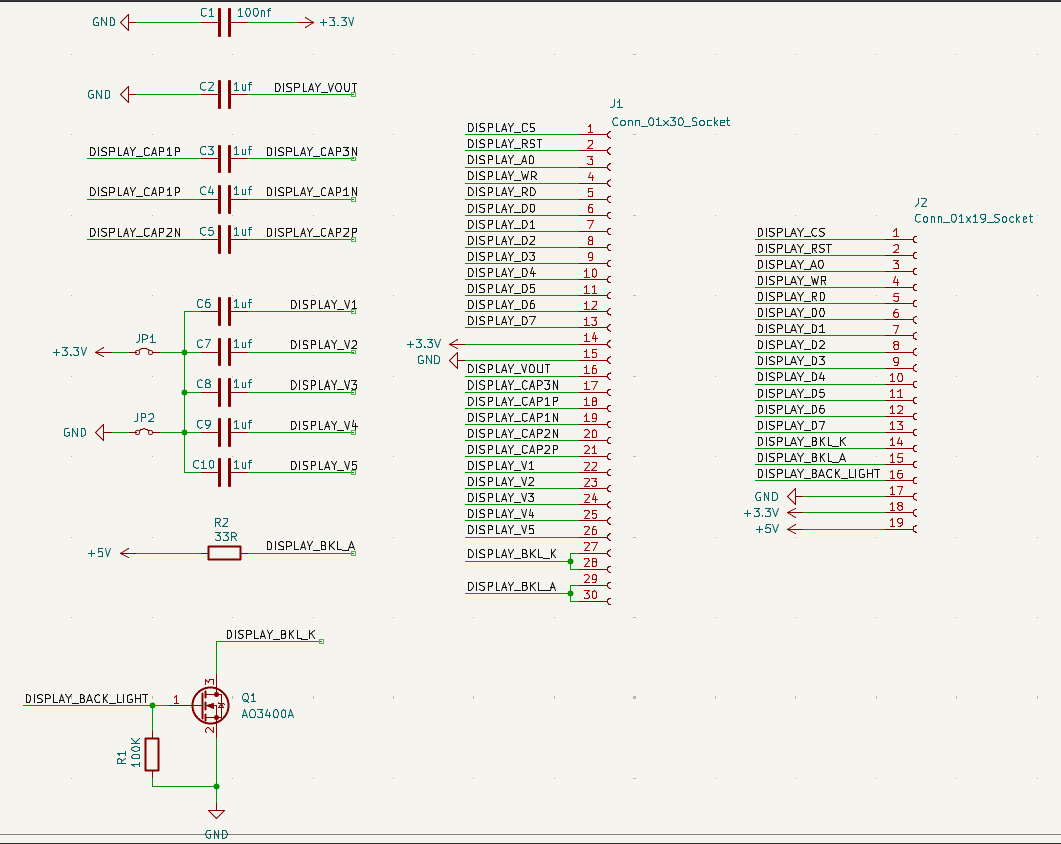 GND C1 100nf +3.3V
GND C2 1uf DISPLAY_VOUT
DISPLAY_CAP1P C3 1uf DISPLAY_CAP3N
DISPLAY_CAP1P C4 1uf DISPLAY_CAP1N
DISPLAY_CAP2N C5 1uf DISPLAY_CAP2P
C6 1uf DISPLAY_V1
JP1
+3.3V C7 1uf DISPLAY_V2
C8 1uf DISPLAY_V3
JP2
GND C9 1uf DISPLAY_V4
C10 1uf DISPLAY_V5
R2
33R
+5V DISPLAY_BKL_A
DISPLAY_BKL_K
3
DISPLAY_BACK_LIGHT 1
Q1
AO3400A
2
R1
100K
GND
J1
Conn_01x30_Socket
DISPLAY_CS 1
DISPLAY_RST 2
DISPLAY_A0 3
DISPLAY_WR 4
DISPLAY_RD 5
DISPLAY_D0 6
DISPLAY_D1 7
DISPLAY_D2 8
DISPLAY_D3 9
DISPLAY_D4 10
DISPLAY_D5 11
DISPLAY_D6 12
DISPLAY_D7 13
+3.3V 14
GND 15
DISPLAY_VOUT 16
DISPLAY_CAP3N 17
DISPLAY_CAP1P 18
DISPLAY_CAP1N 19
DISPLAY_CAP2N 20
DISPLAY_CAP2P 21
DISPLAY_V1 22
DISPLAY_V2 23
DISPLAY_V3 24
DISPLAY_V4 25
DISPLAY_V5 26
27
DISPLAY_BKL_K 28
29
DISPLAY_BKL_A 30
J2
Conn_01x19_Socket
DISPLAY_CS 1
DISPLAY_RST 2
DISPLAY_A0 3
DISPLAY_WR 4
DISPLAY_RD 5
DISPLAY_D0 6
DISPLAY_D1 7
DISPLAY_D2 8
DISPLAY_D3 9
DISPLAY_D4 10
DISPLAY_D5 11
DISPLAY_D6 12
DISPLAY_D7 13
DISPLAY_BKL_K 14
DISPLAY_BKL_A 15
DISPLAY_BACK_LIGHT 16
GND 17
+3.3V 18
+5V 19